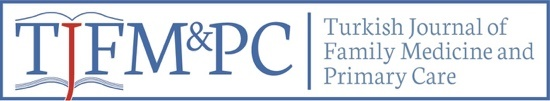 TJFM&PC
Turkish Journal of
Family Medicine and
Primary Care